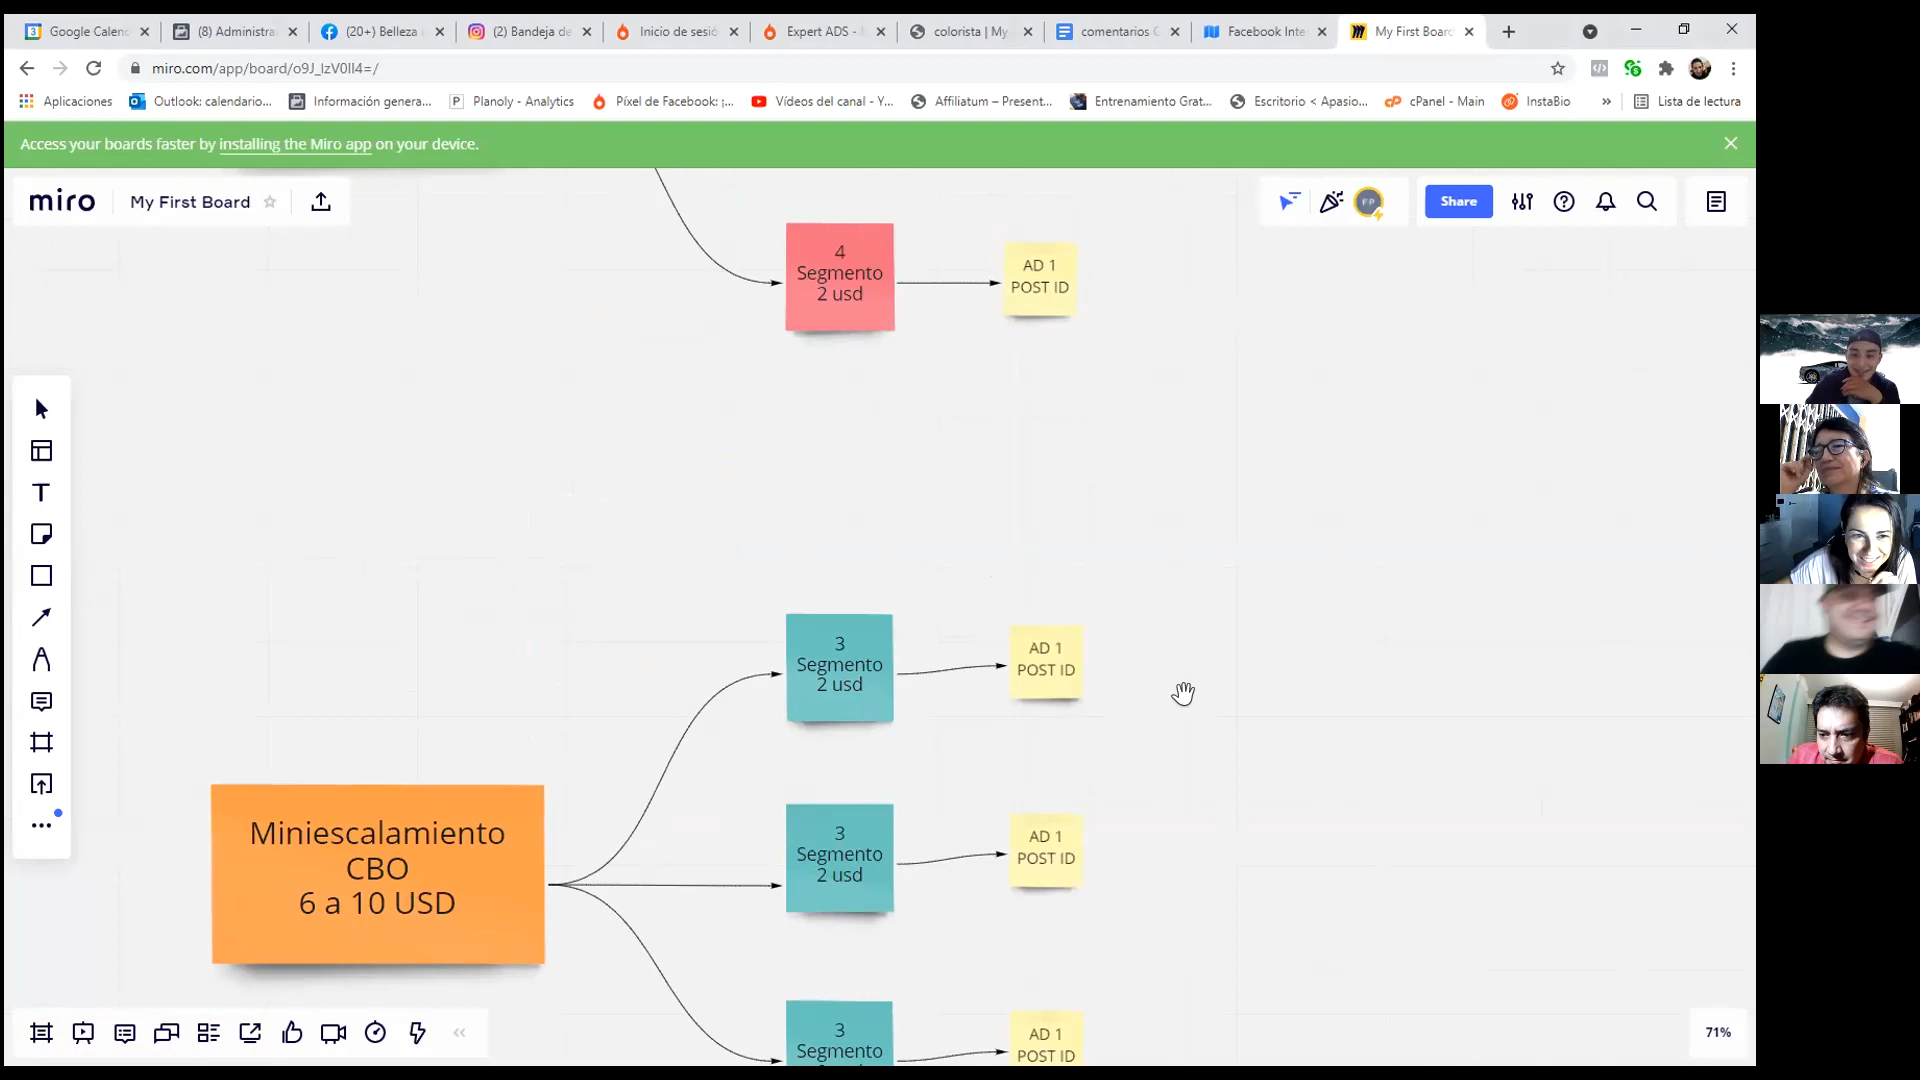 Google Calen
(8) Administra
(20+) Belleza
(2) Bandeja de
Inicio de sesió
Expert ADS -
colorista | My
comentarios
Facebook Inte
My First Board
miro.com/app/board/o9J_lzV0lI4=/
Aplicaciones
Outlook: calendario...
Información genera...
Planoly - Analytics
Píxel de Facebook: ¡...
Vídeos del canal - Y...
Affiliatum – Present...
Entrenamiento Grat...
Escritorio < Apasio...
cPanel - Main
InstaBio
»
Lista de lectura
Access your boards faster by installing the Miro app on your device.
miro
My First Board
FP
Share
4
Segmento
2 usd
AD 1
POST ID
3
Segmento
2 usd
AD 1
POST ID
Miniescalamiento
CBO
6 a 10 USD
3
Segmento
2 usd
AD 1
POST ID
3
Segmento
AD 1
POST ID
71%